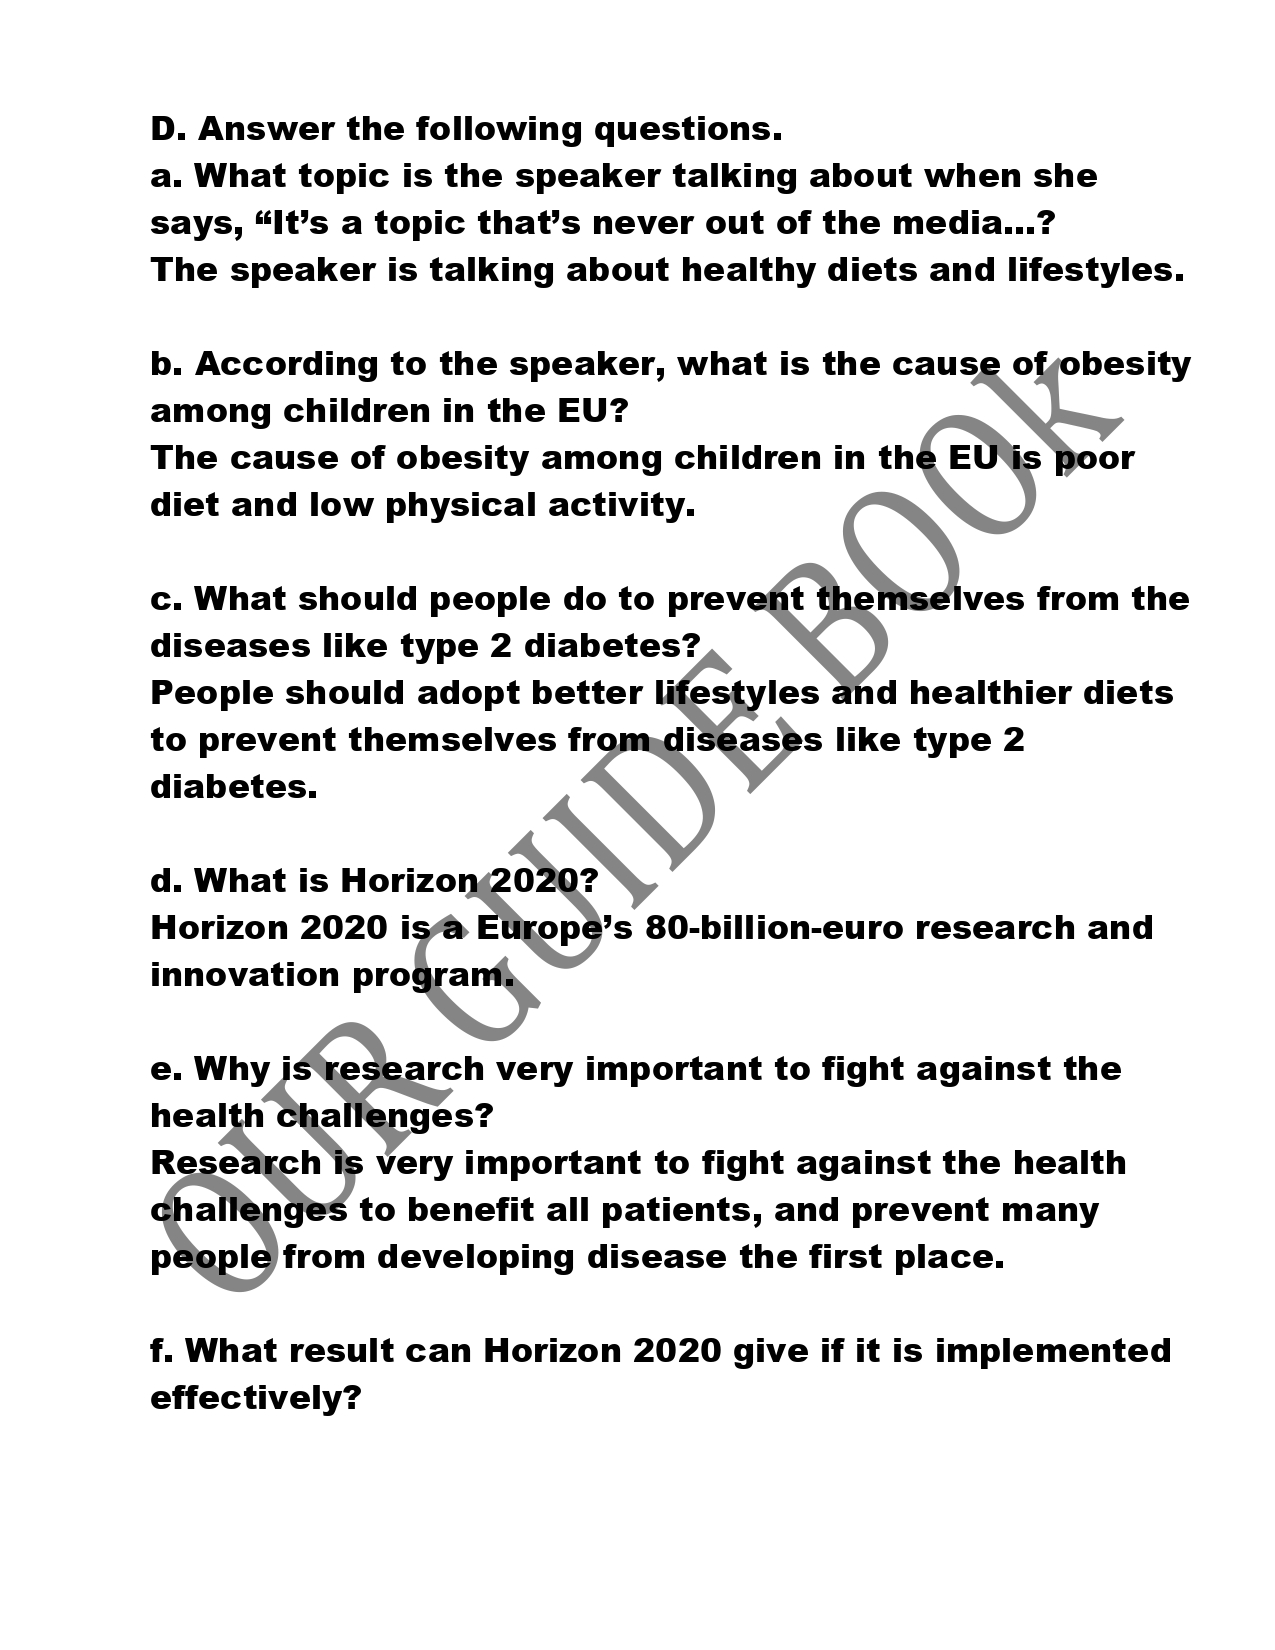 D. Answer the following questions.
a. What topic is the speaker talking about when she
says, “It’s a topic that’s never out of the media…?
The speaker is talking about healthy diets and lifestyles.
b. According to the speaker, what is the cause of obesity
among children in the EU?
The cause of obesity among children in the EU is poor
diet and low physical activity.
c. What should people do to prevent themselves from the
diseases like type 2 diabetes?
People should adopt better lifestyles and healthier diets
to prevent themselves from diseases like type 2
diabetes.
d. What is Horizon 2020?
Horizon 2020 is a Europe’s 80-billion-euro research and
innovation program.
e. Why is research very important to fight against the
health challenges?
Research is very important to fight against the health
challenges to benefit all patients, and prevent many
people from developing disease the first place.
f. What result can Horizon 2020 give if it is implemented
effectively?
OUR GUIDE BOOK